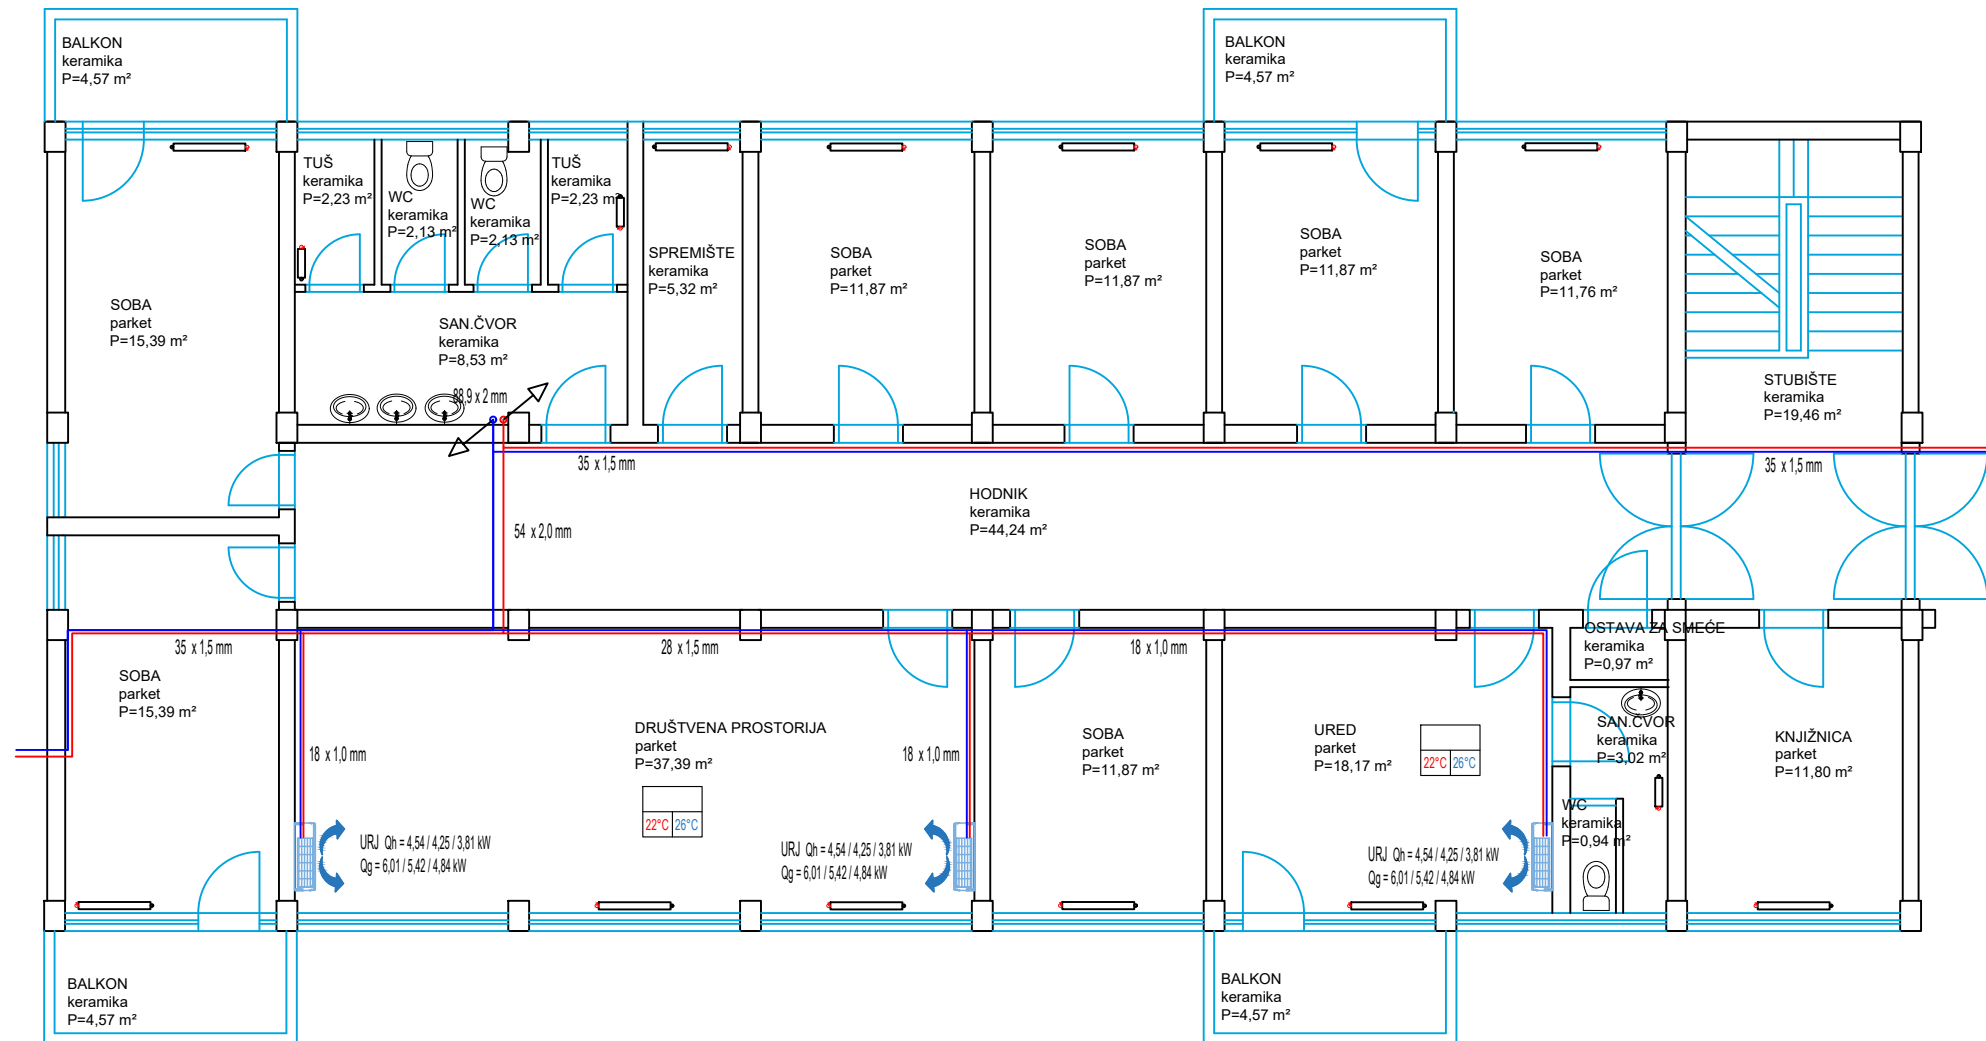 BALKON
keramika
P=4,57 m²
BALKON
keramika
P=4,57 m²
TUŠ
keramika
P=2,23 m²
WC
keramika
P=2,13 m²
WC
keramika
P=2,13 m²
TUŠ
keramika
P=2,23 m²
SPREMIŠTE
keramika
P=5,32 m²
SOBA
parket
P=11,87 m²
SOBA
parket
P=11,87 m²
SOBA
parket
P=11,87 m²
SOBA
parket
P=11,76 m²
SOBA
parket
P=15,39 m²
SAN.ČVOR
keramika
P=8,53 m²
88,9 x 2 mm
STUBIŠTE
keramika
P=19,46 m²
35 x 1,5 mm
35 x 1,5 mm
HODNIK
keramika
P=44,24 m²
54 x 2,0 mm
35 x 1,5 mm
28 x 1,5 mm
18 x 1,0 mm
OSTAVA ZA SMEĆE
keramika
P=0,97 m²
SOBA
parket
P=15,39 m²
18 x 1,0 mm
DRUŠTVENA PROSTORIJA
parket
P=37,39 m²
22°C 26°C
18 x 1,0 mm
SOBA
parket
P=11,87 m²
URED
parket
P=18,17 m²
22°C 26°C
SAN.ČVOR
keramika
P=3,02 m²
KNJIŽNICA
parket
P=11,80 m²
WC
keramika
P=0,94 m²
URJ Qh = 4,54 / 4,25 / 3,81 kW
Qg = 6,01 / 5,42 / 4,84 kW
URJ Qh = 4,54 / 4,25 / 3,81 kW
Qg = 6,01 / 5,42 / 4,84 kW
URJ Qh = 4,54 / 4,25 / 3,81 kW
Qg = 6,01 / 5,42 / 4,84 kW
BALKON
keramika
P=4,57 m²
BALKON
keramika
P=4,57 m²